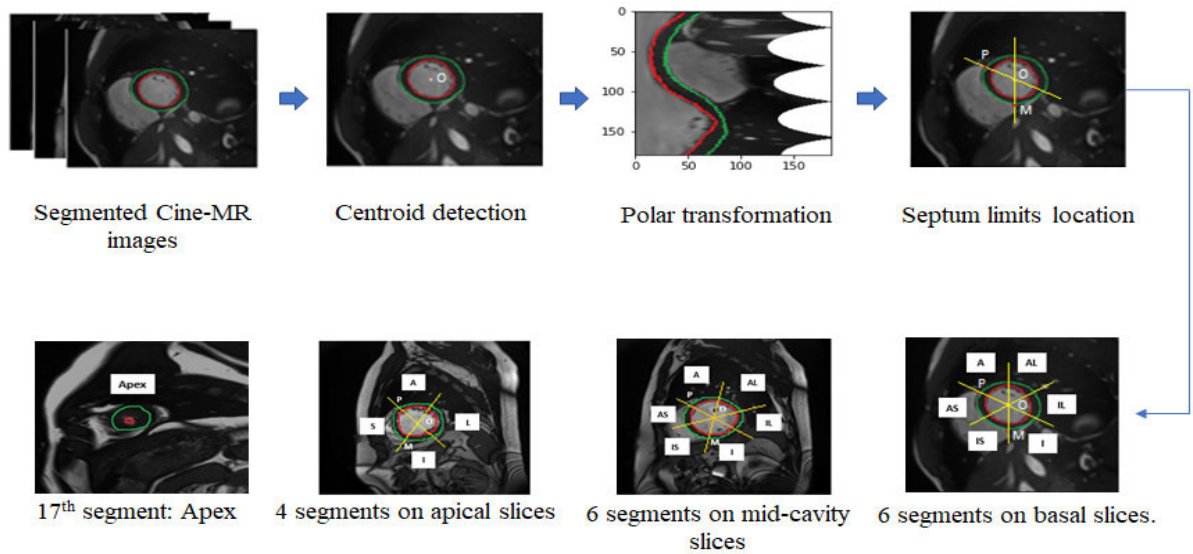 O
0
50
100
150
0
50
100
150
P
O
M
Segmented Cine-MR
images
Centroid detection
Polar transformation
Septum limits location
Apex
A
P
S
O
L
M
I
A
AL
P
O
AS
IL
IS
M
I
A
AL
P
AS
O
IL
IS
M
I
17th segment: Apex
4 segments on apical slices
6 segments on mid-cavity
slices
6 segments on basal slices.